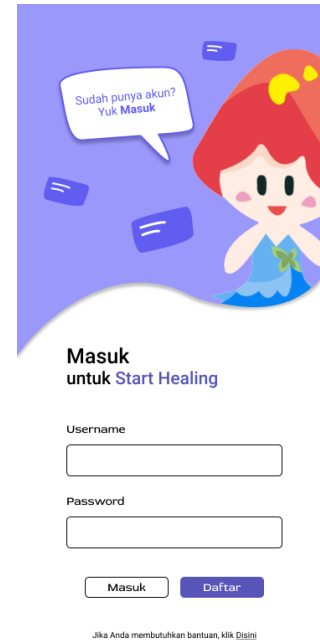 Sudah punya akun?
Yuk Masuk
Masuk
untuk Start Healing
Username
Password
Masuk
Daftar
Jika Anda membutuhkan bantuan, klik Disini